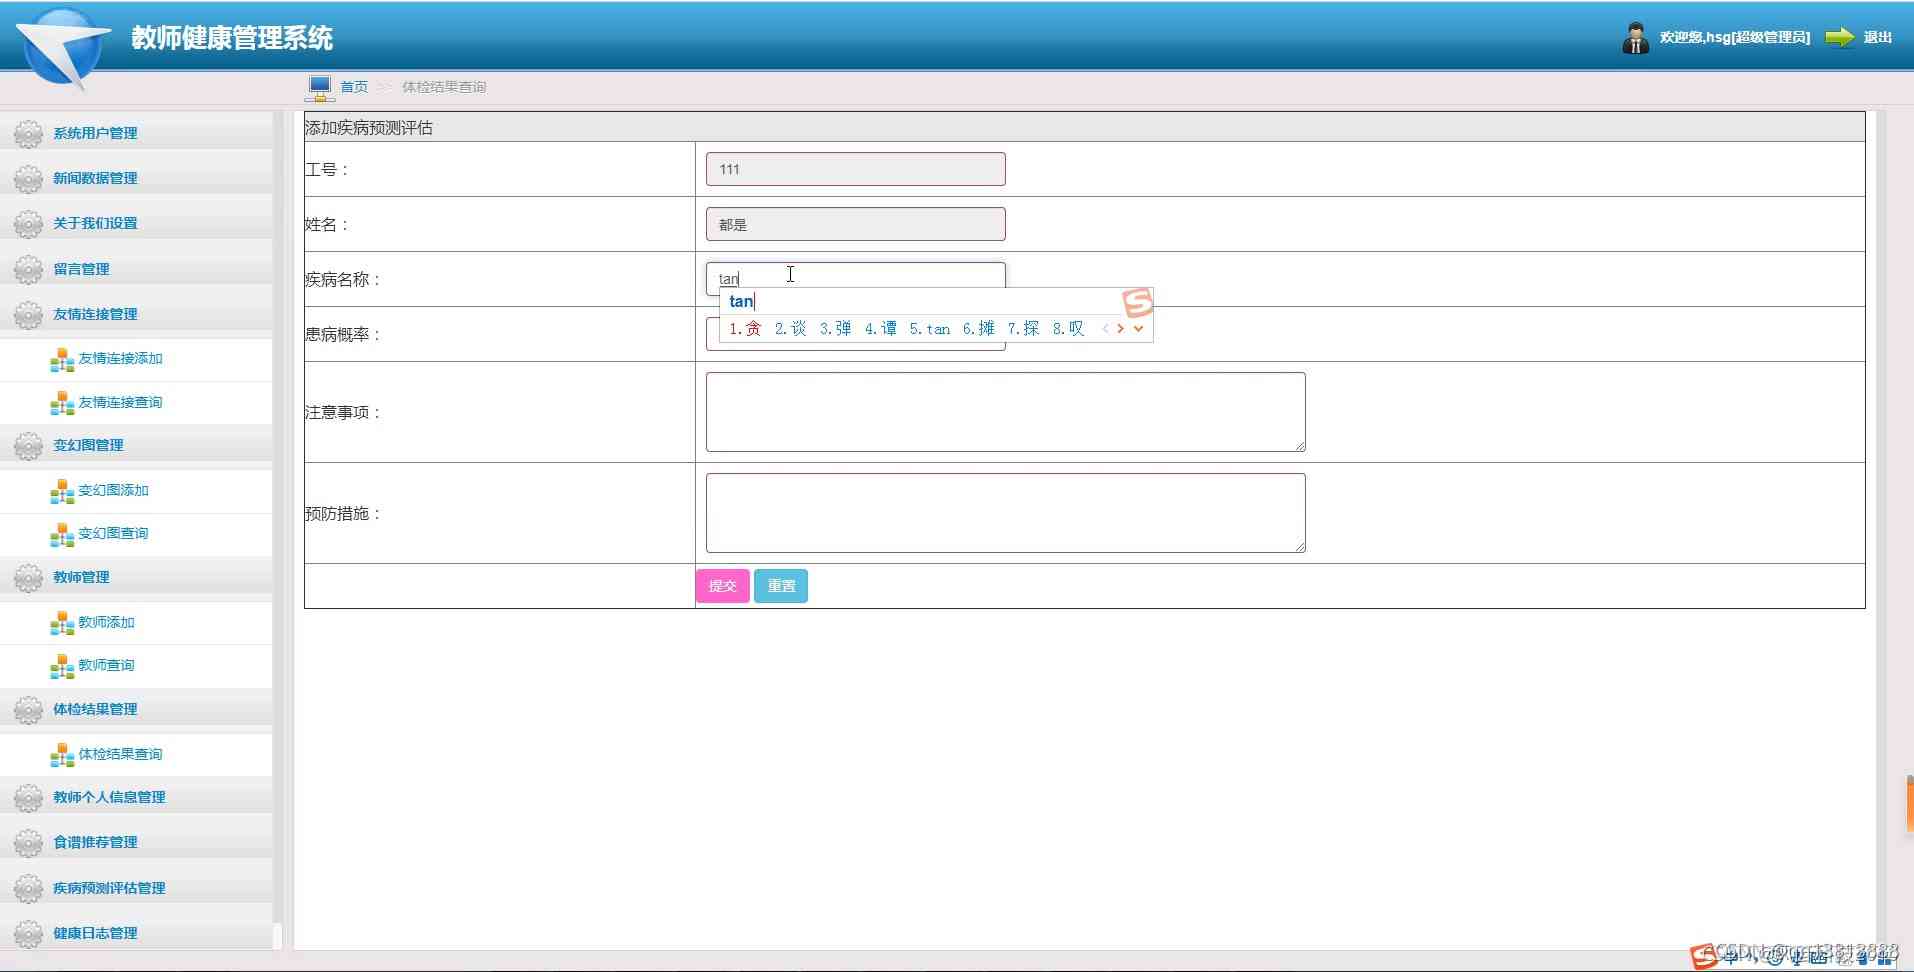 教师健康管理系统
欢迎您,hsg[超级管理员] 退出
首页 >> 体检结果查询
系统用户管理
新闻数据管理
关于我们设置
留言管理
友情连接管理
友情连接添加
友情连接查询
变幻图管理
变幻图添加
变幻图查询
教师管理
教师添加
教师查询
体检结果管理
体检结果查询
教师个人信息管理
食谱推荐管理
疾病预测评估管理
健康日志管理
添加疾病预测评估
工号： 111
姓名： 都是
疾病名称： tan
tan
1.贪 2.谈 3.弹 4.谭 5.tan 6.摊 7.探 8.叹
患病概率：
注意事项：
预防措施：
提交 重置